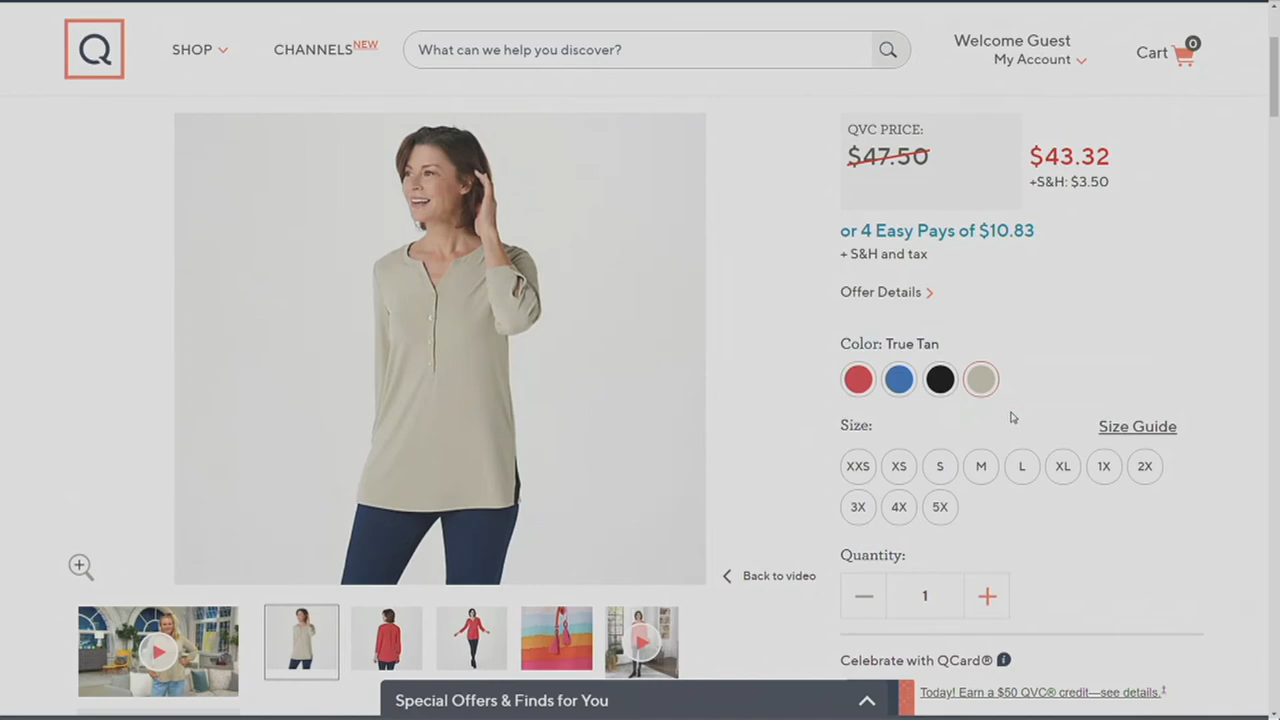 Q
SHOP
CHANNELS NEW
What can we help you discover?
Welcome Guest
My Account
Cart 0
QVC PRICE:
$47.50
$43.32
+S&H: $3.50
or 4 Easy Pays of $10.83
+ S&H and tax
Offer Details
Color: True Tan
Size:
Size Guide
XXS XS S M L XL 1X 2X
3X 4X 5X
Quantity:
1
Back to video
Celebrate with QCard®
Today! Earn a $50 QVC® credit—see details.‡
Special Offers & Finds for You